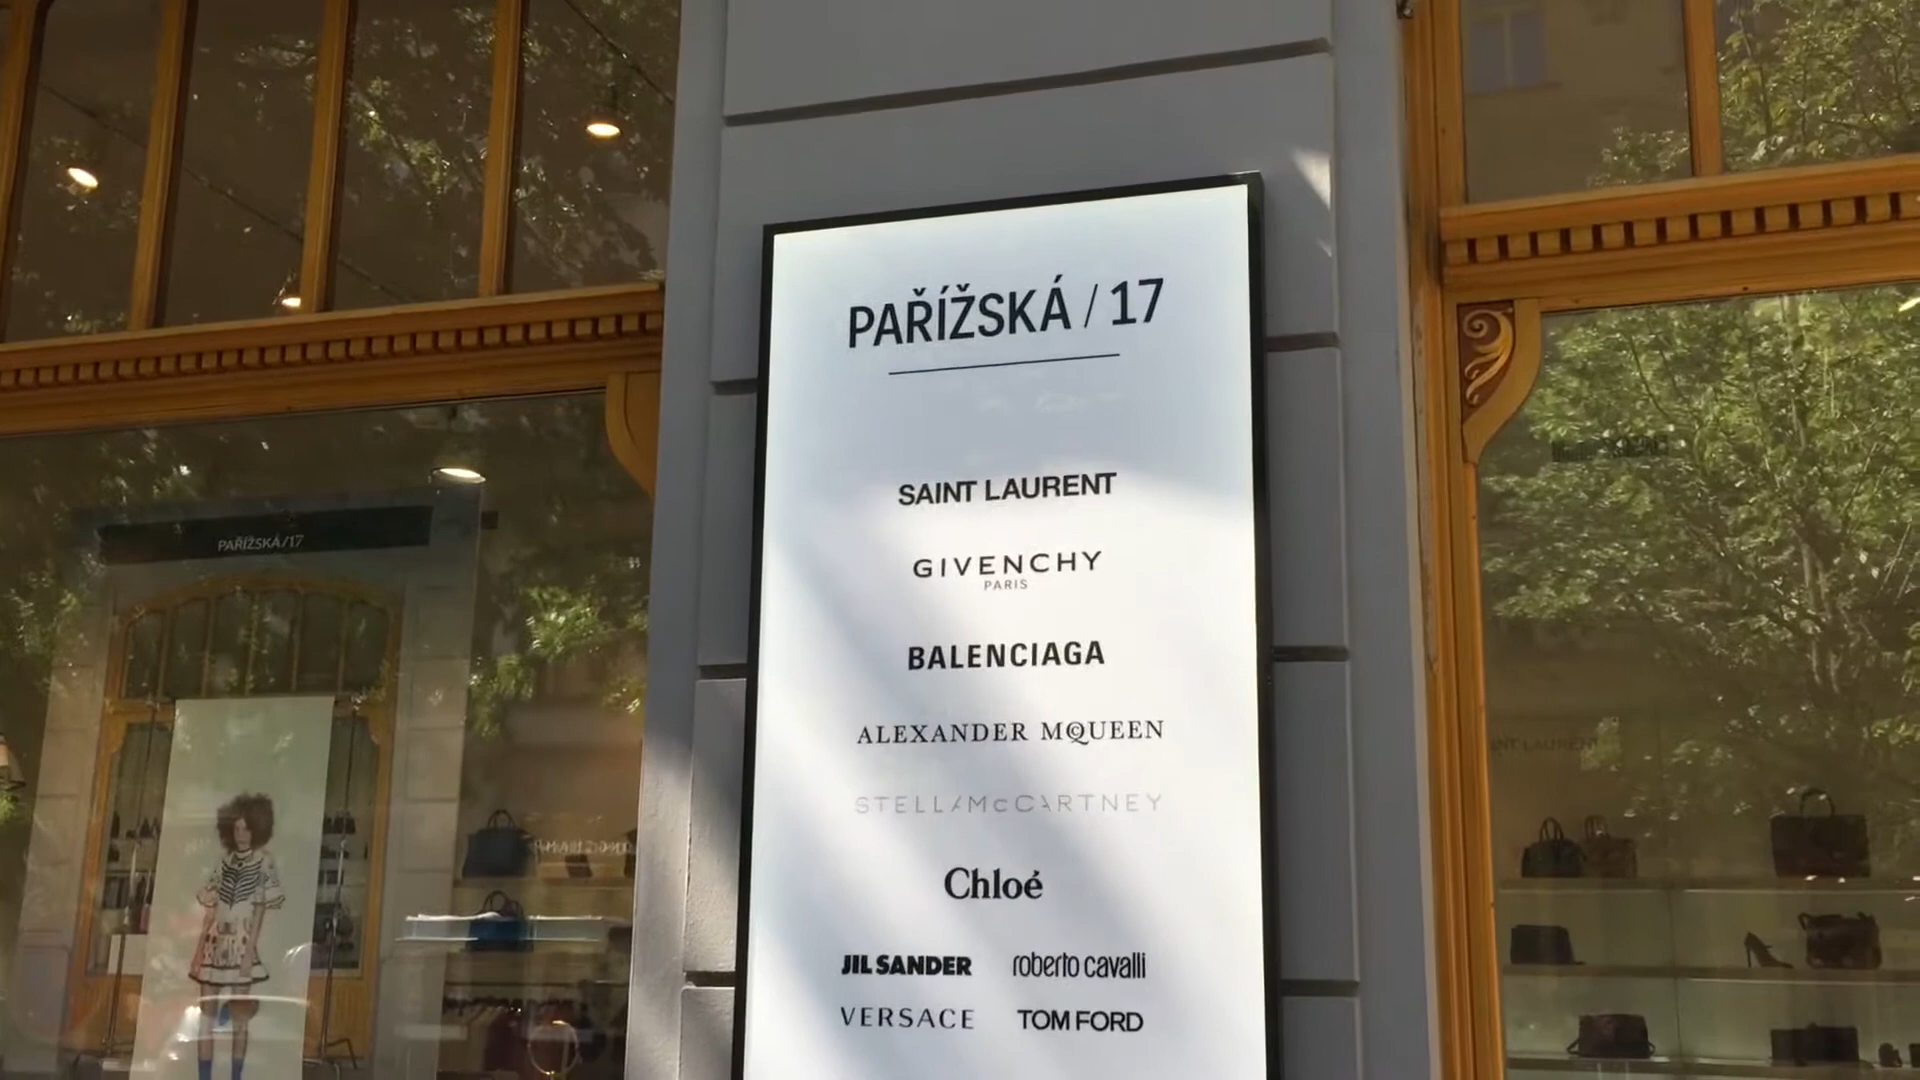 PAŘÍŽSKÁ / 17
SAINT LAURENT
GIVENCHY
PARIS
BALENCIAGA
ALEXANDER McQUEEN
STELLA McCARTNEY
Chloé
JIL SANDER
roberto cavalli
VERSACE
TOM FORD
PAŘÍŽSKÁ/17